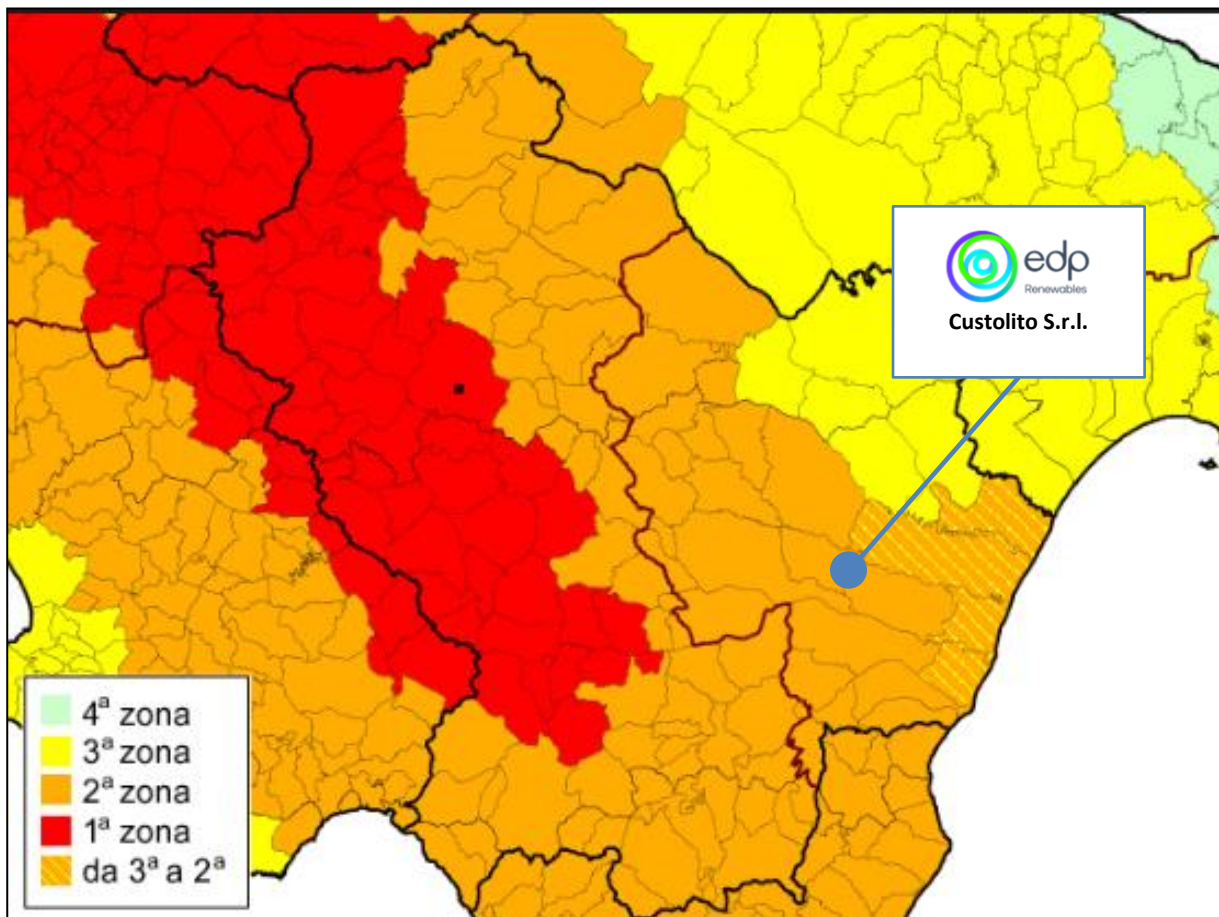 edp
Renewables
Custolito S.r.l.
4ª zona
3ª zona
2ª zona
1ª zona
da 3ª a 2ª